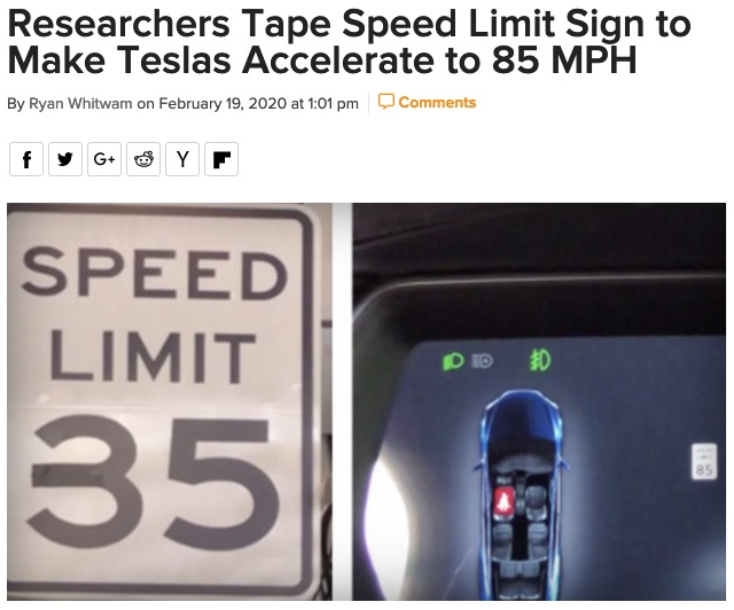 Researchers Tape Speed Limit Sign to
Make Teslas Accelerate to 85 MPH
By Ryan Whitwam on February 19, 2020 at 1:01 pm
Comments
f
G+
Y
SPEED
LIMIT
35
85